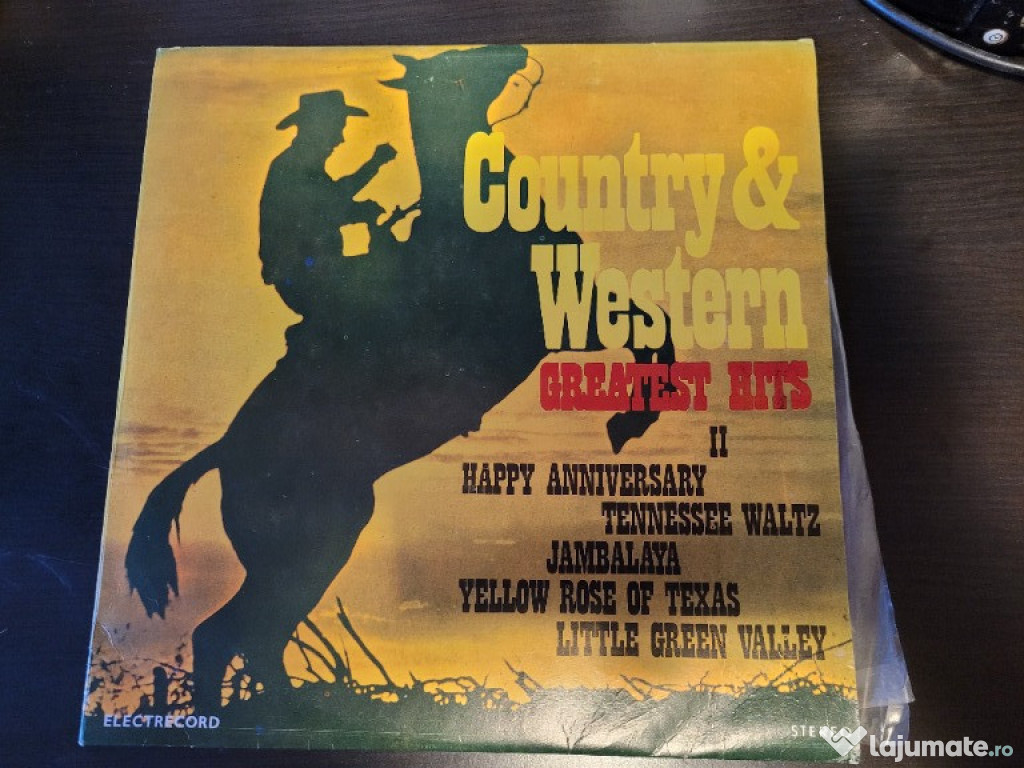 Country &
Western
GREATEST HITS
II
HAPPY ANNIVERSARY
TENNESSEE WALTZ
JAMBALAYA
YELLOW ROSE OF TEXAS
LITTLE GREEN VALLEY
ELECTRECORD
STEREO
lajumate.ro